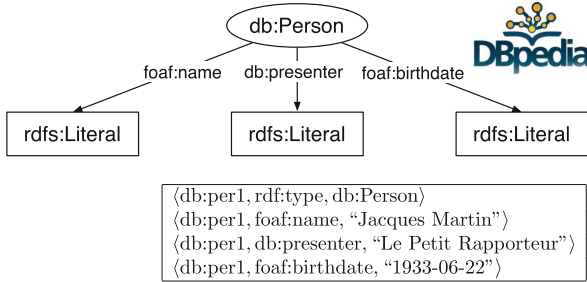 db:Person
DBpedia
foaf:name db:presenter foaf:birthdate
rdfs:Literal rdfs:Literal rdfs:Literal
⟨db:per1, rdf:type, db:Person⟩
⟨db:per1, foaf:name, “Jacques Martin”⟩
⟨db:per1, db:presenter, “Le Petit Rapporteur”⟩
⟨db:per1, foaf:birthdate, “1933-06-22”⟩